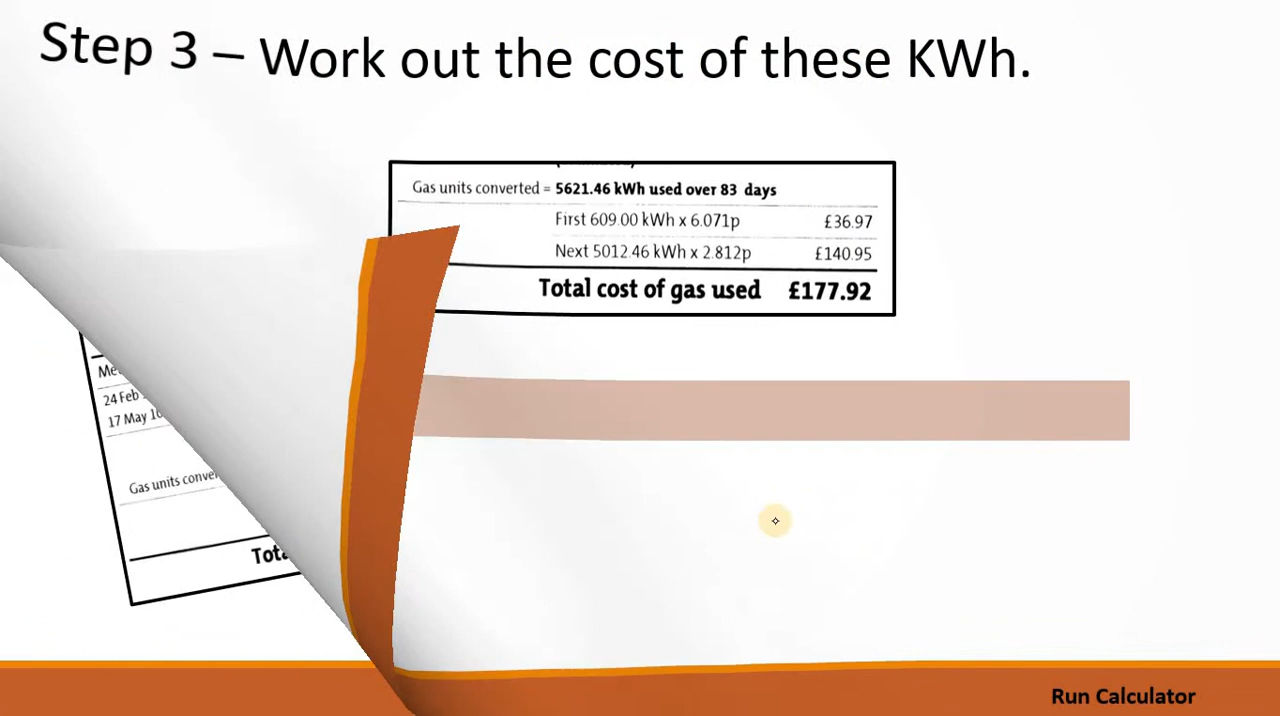 Step 3 – Work out the cost of these KWh.
Gas units converted = 5621.46 kWh used over 83 days
First 609.00 kWh x 6.071p £36.97
Next 5012.46 kWh x 2.812p £140.95
Total cost of gas used £177.92
24 Feb
17 May
Gas units
Run Calculator